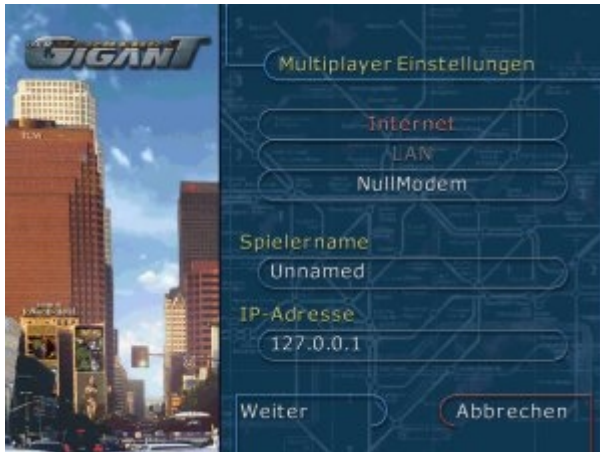 GIGANT
Multiplayer Einstellungen
Internet
LAN
NullModem
Spielername
Unnamed
IP-Adresse
127.0.0.1
Weiter
Abbrechen